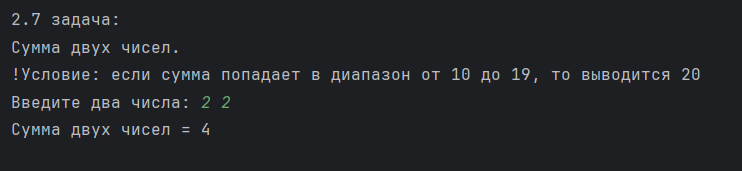 2.7 задача:
Сумма двух чисел.
!Условие: если сумма попадает в диапазон от 10 до 19, то выводится 20
Введите два числа: 2 2
Сумма двух чисел = 4